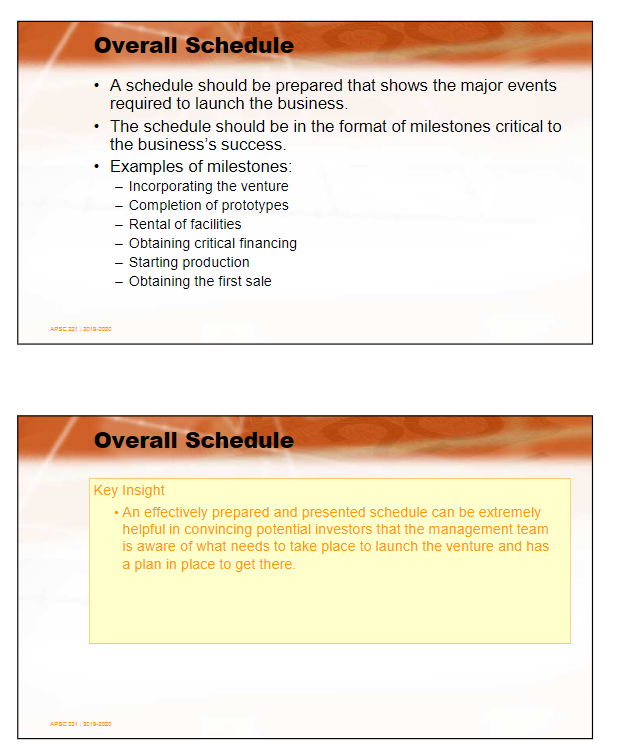 Overall Schedule
• A schedule should be prepared that shows the major events
required to launch the business.
• The schedule should be in the format of milestones critical to
the business's success.
• Examples of milestones:
– Incorporating the venture
– Completion of prototypes
– Rental of facilities
– Obtaining critical financing
– Starting production
– Obtaining the first sale
APSC 221 : 2019-2020
Overall Schedule
Key Insight
• An effectively prepared and presented schedule can be extremely
helpful in convincing potential investors that the management team
is aware of what needs to take place to launch the venture and has
a plan in place to get there.
APSC 221 : 2019-2020